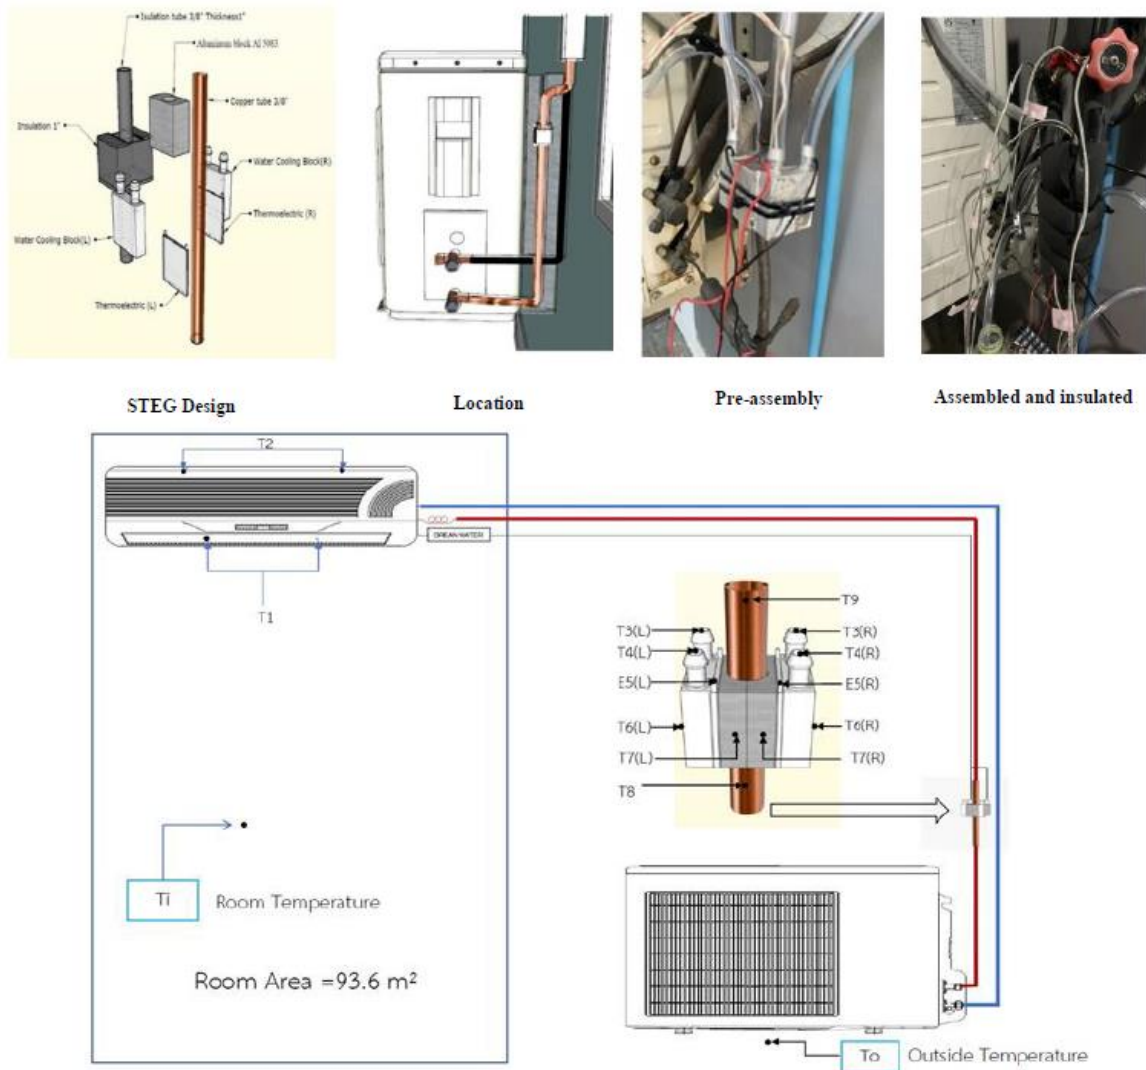 Isulation tube 3/8" Thickness1"
Aluminum block Al 5083
Copper tube 3/8'
Insulation 1"
Water Cooling Block(R)
Thermoelectric (R)
Water Cooling Block(L)
Thermoelectric (L)
STEG Design
Location
Pre-assembly
Assembled and insulated
T2
DREAN WATER
T1
T9
T3(L)
T3(R)
T4(L)
T4(R)
E5(L)
E5(R)
T6(L)
T6(R)
T7(L)
T7(R)
T8
Ti
Room Temperature
Room Area =93.6 m²
To
Outside Temperature